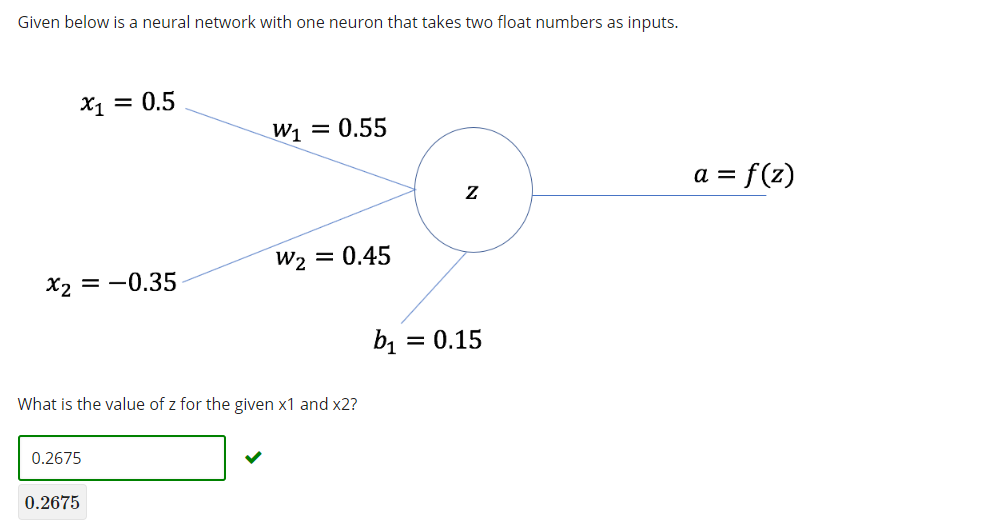 Given below is a neural network with one neuron that takes two float numbers as inputs.
x₁ = 0.5
w₁ = 0.55
z
a = f(z)
w₂ = 0.45
x₂ = −0.35
b₁ = 0.15
What is the value of z for the given x1 and x2?
0.2675
0.2675